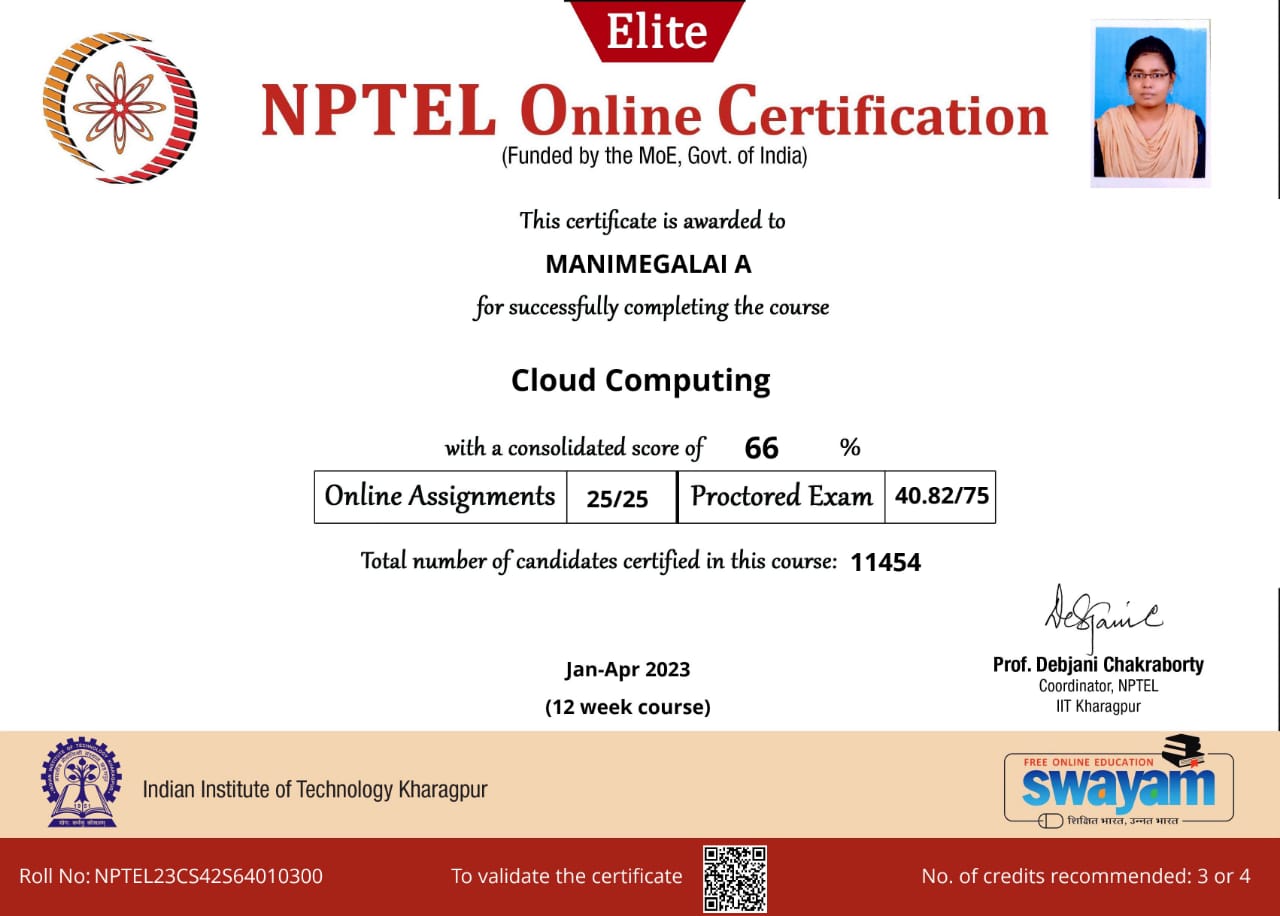 Elite
NPTEL Online Certification
(Funded by the MoE, Govt. of India)
This certificate is awarded to
MANIMEGALAI A
for successfully completing the course
Cloud Computing
with a consolidated score of 66 %
Online Assignments 25/25 Proctored Exam 40.82/75
Total number of candidates certified in this course: 11454
Jan-Apr 2023
(12 week course)
Prof. Debjani Chakraborty
Coordinator, NPTEL
IIT Kharagpur
Indian Institute of Technology Kharagpur
FREE ONLINE EDUCATION
swayam
शिक्षित भारत, उन्नत भारत
Roll No: NPTEL23CS42S64010300
To validate the certificate
No. of credits recommended: 3 or 4